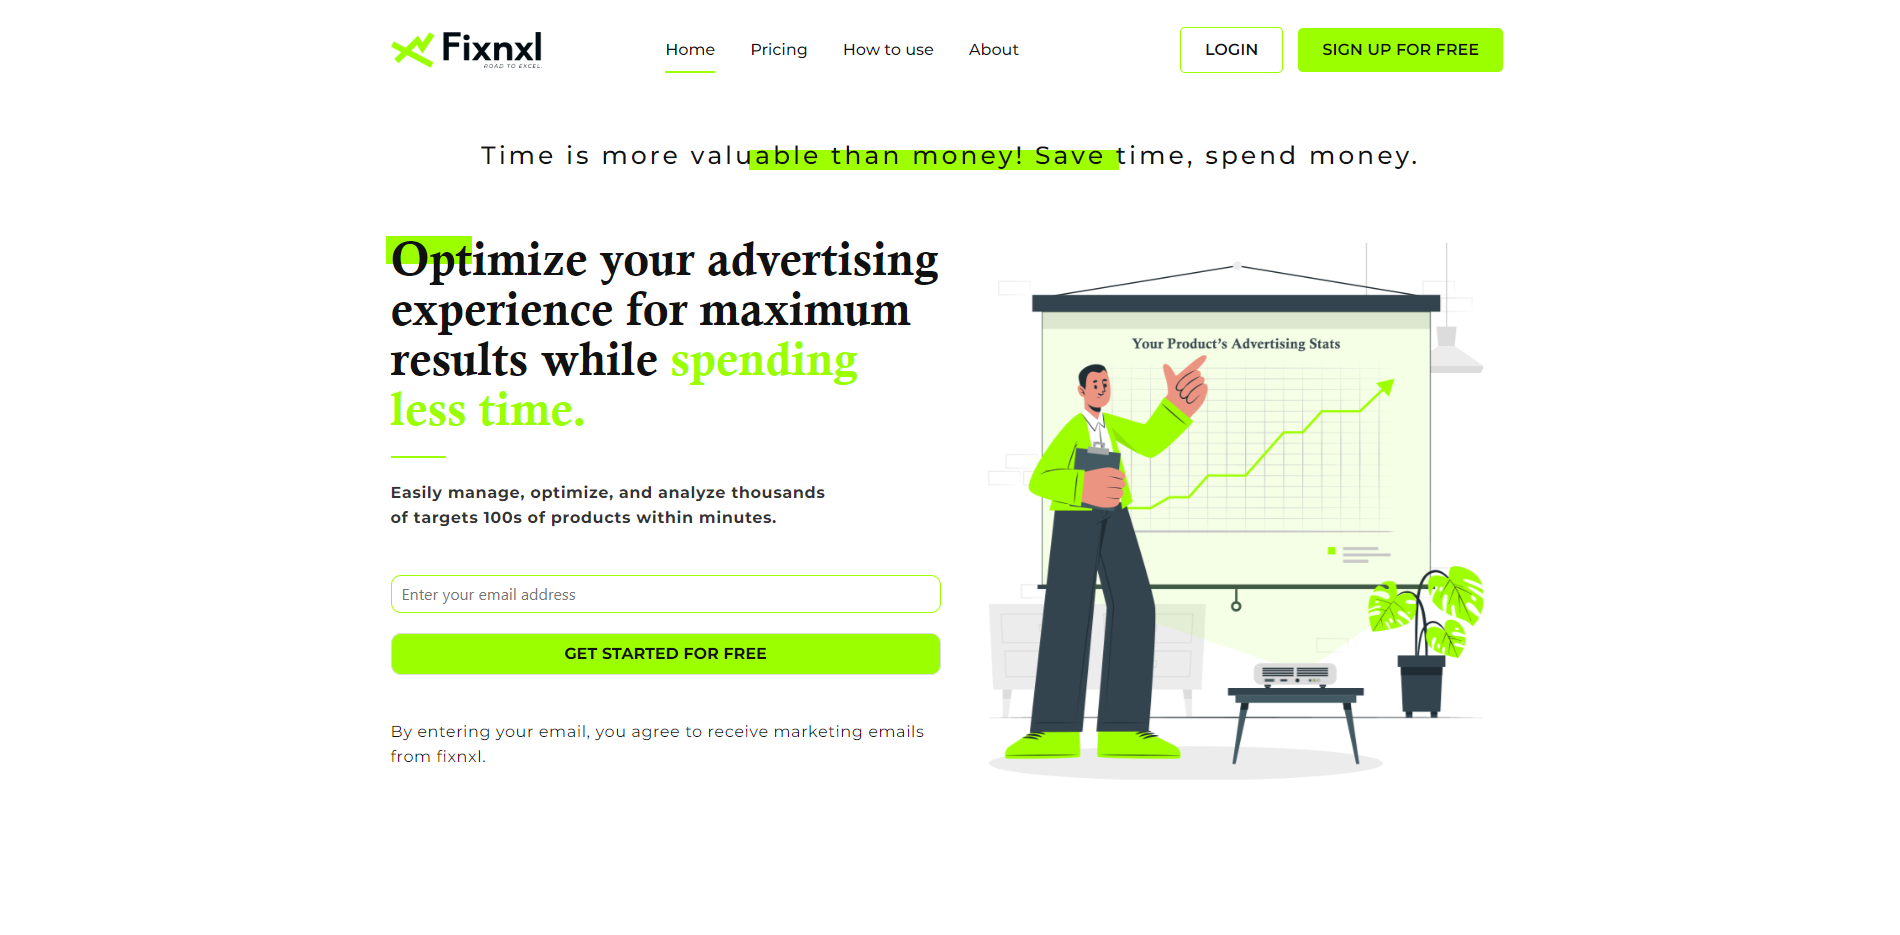 Fixnxl
ROAD TO EXCEL.
Home
Pricing
How to use
About
LOGIN
SIGN UP FOR FREE
Time is more valuable than money! Save time, spend money.
Optimize your advertising
experience for maximum
results while spending
less time.
Easily manage, optimize, and analyze thousands
of targets 100s of products within minutes.
Enter your email address
GET STARTED FOR FREE
By entering your email, you agree to receive marketing emails
from fixnxl.
Your Product's Advertising Stats